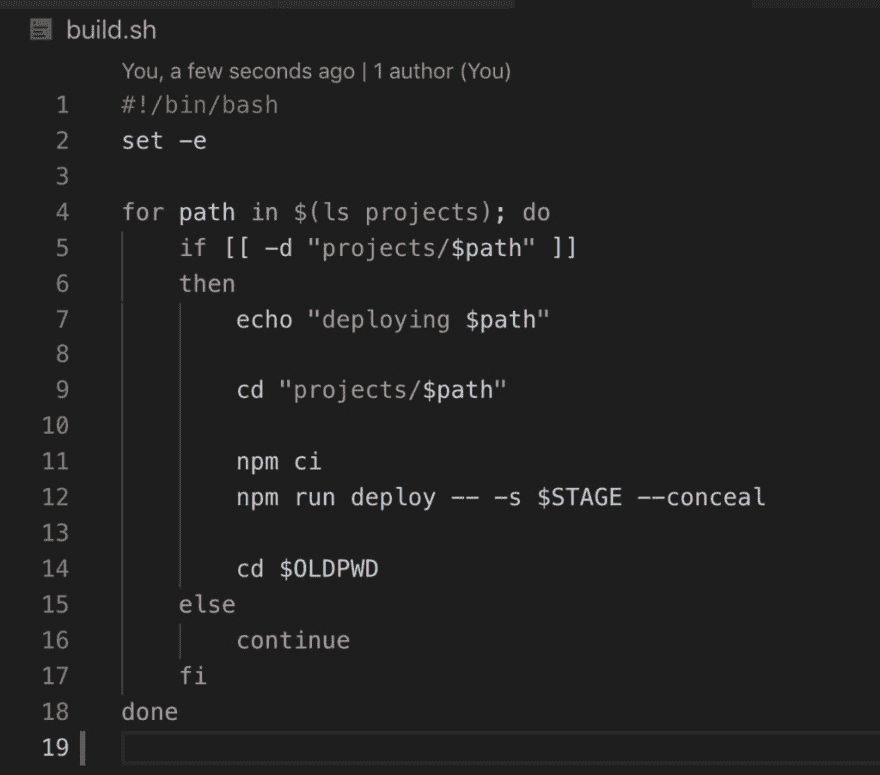 build.sh
You, a few seconds ago | 1 author (You)
1 #!/bin/bash
2 set -e
3
4 for path in $(ls projects); do
5 if [[ -d "projects/$path" ]]
6 then
7 echo "deploying $path"
8
9 cd "projects/$path"
10
11 npm ci
12 npm run deploy -- -s $STAGE --conceal
13
14 cd $OLDPWD
15 else
16 continue
17 fi
18 done
19